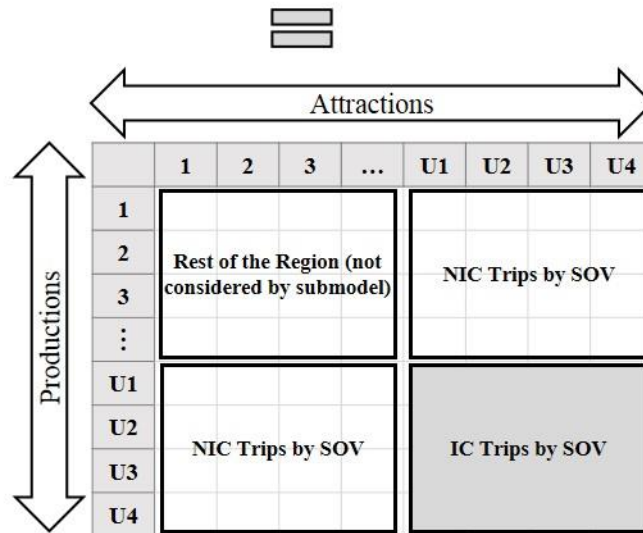 Attractions
1 2 3 ... U1 U2 U3 U4
Productions
1
2
3
⋮
U1
U2
U3
U4
Rest of the Region (not
considered by submodel)
NIC Trips by SOV
NIC Trips by SOV
IC Trips by SOV